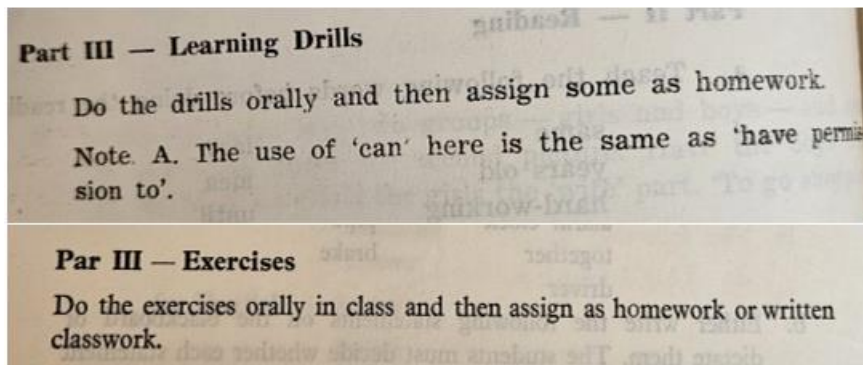 Part III — Learning Drills
Do the drills orally and then assign some as homework.
Note. A. The use of ‘can’ here is the same as ‘have permis
sion to’.
Par III — Exercises
Do the exercises orally in class and then assign as homework or written
classwork.